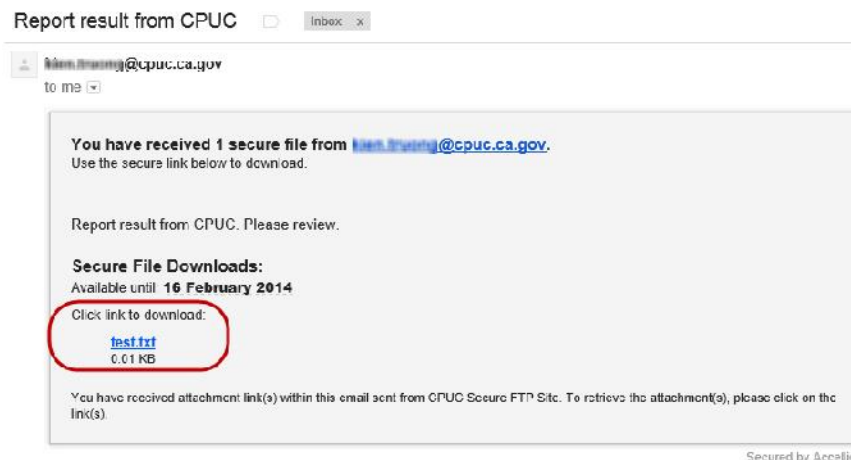 Report result from CPUC
Inbox x
@cpuc.ca.gov
to me
You have received 1 secure file from @cpuc.ca.gov.
Use the secure link below to download.
Report result from CPUC. Please review.
Secure File Downloads:
Available until 16 February 2014
Click link to download:
test.txt
0.01 KB
You have received attachment link(s) within this email sent from CPUC Secure FTP Site. To retrieve the attachment(s), please click on the
link(s).
Secured by